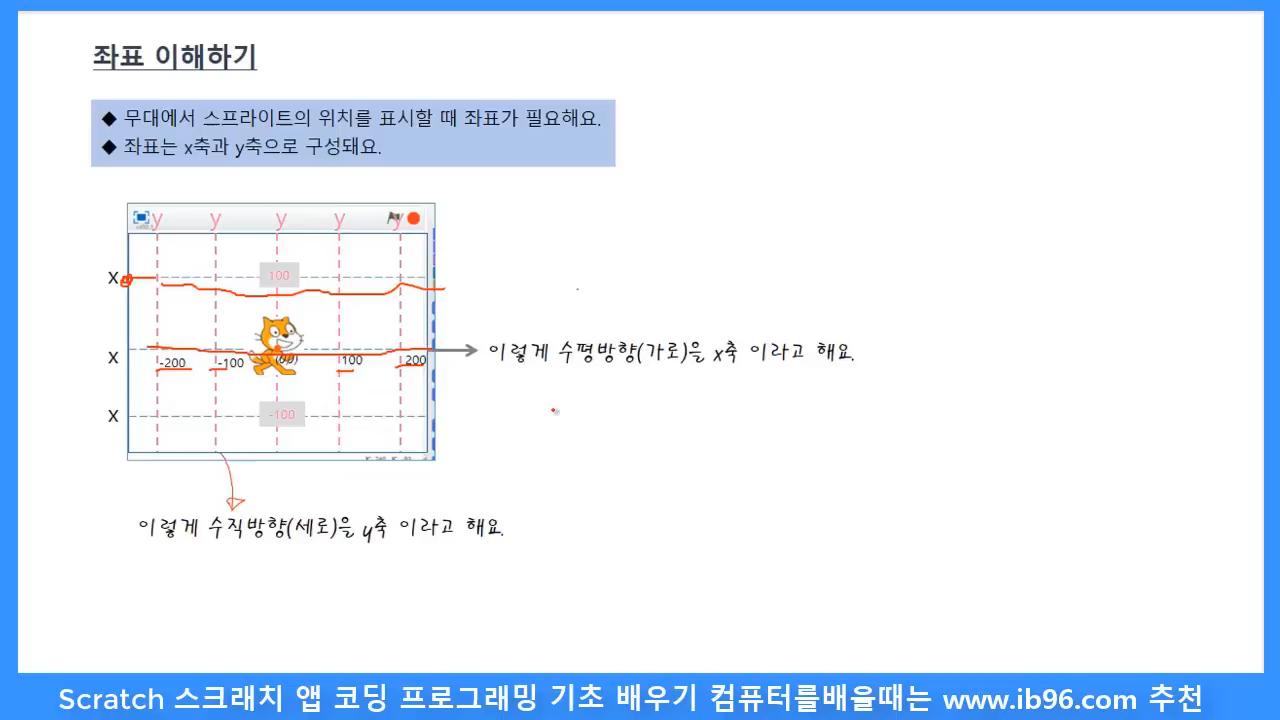 좌표 이해하기
◆ 무대에서 스프라이트의 위치를 표시할 때 좌표가 필요해요.
◆ 좌표는 x축과 y축으로 구성돼요.
y y y y y
X 100
X -200 -100 (0,0) 100 200
이렇게 수평방향(가로)을 x축 이라고 해요.
X -100
이렇게 수직방향(세로)을 y축 이라고 해요.
Scratch 스크래치 앱 코딩 프로그래밍 기초 배우기 컴퓨터를배울때는 www.ib96.com 추천